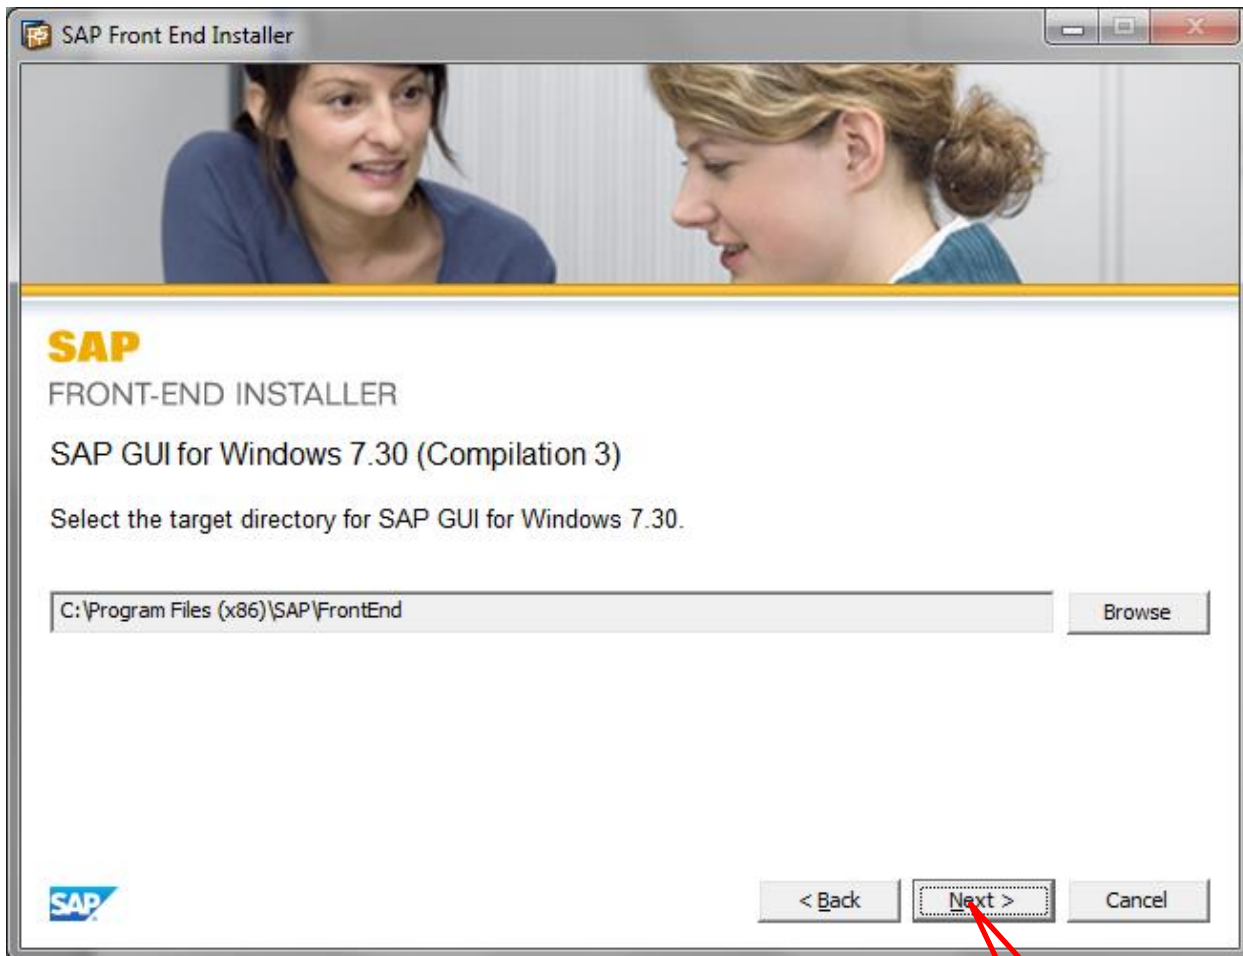 SAP Front End Installer
SAP
FRONT-END INSTALLER
SAP GUI for Windows 7.30 (Compilation 3)
Select the target directory for SAP GUI for Windows 7.30.
C:\Program Files (x86)\SAP\FrontEnd
Browse
SAP
< Back
Next >
Cancel